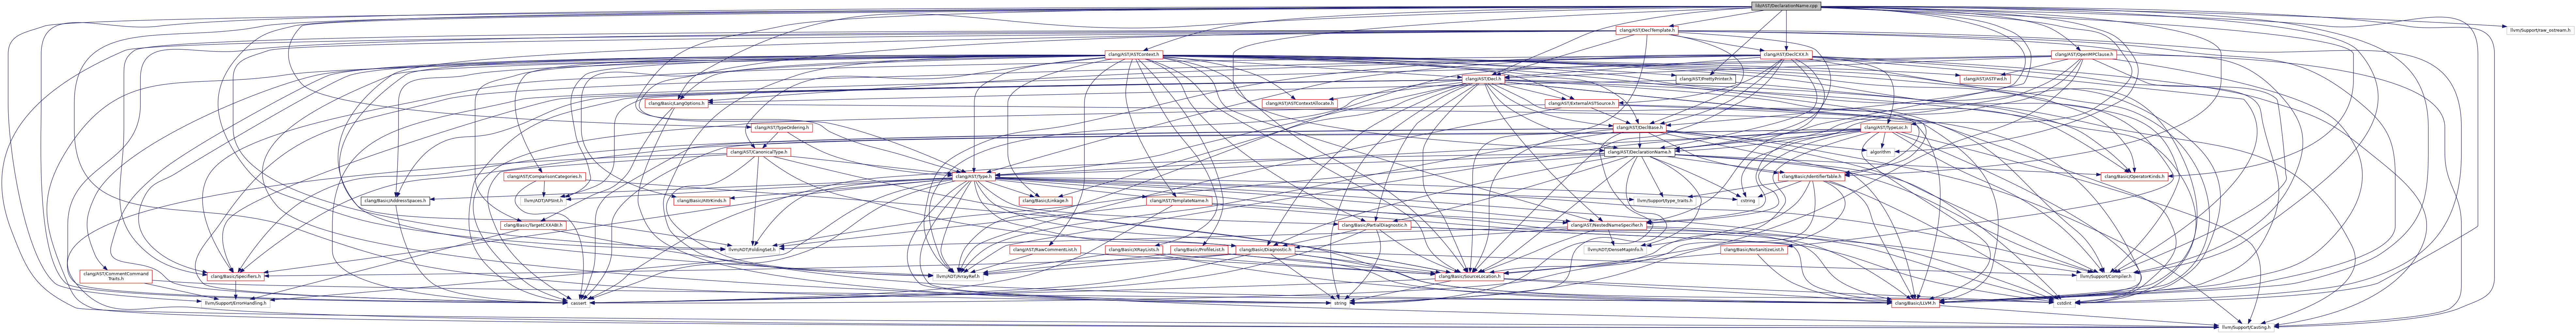 lib/AST/DeclarationName.cpp
clang/AST/DeclTemplate.h
llvm/Support/raw_ostream.h
clang/AST/ASTContext.h
clang/AST/DeclCXX.h
clang/AST/OpenMPClause.h
clang/AST/Decl.h
clang/AST/PrettyPrinter.h
clang/AST/ASTFwd.h
clang/Basic/LangOptions.h
clang/AST/ASTContextAllocate.h
clang/AST/ExternalASTSource.h
clang/AST/TypeOrdering.h
clang/AST/DeclBase.h
clang/AST/TypeLoc.h
clang/AST/CanonicalType.h
clang/AST/DeclarationName.h
algorithm
clang/AST/ComparisonCategories.h
clang/AST/Type.h
clang/Basic/IdentifierTable.h
clang/Basic/OperatorKinds.h
clang/Basic/AddressSpaces.h
llvm/ADT/APInt.h
clang/Basic/AttrKinds.h
clang/Basic/Linkage.h
clang/AST/TemplateName.h
llvm/Support/type_traits.h
cstring
clang/Basic/TargetCXXABI.h
clang/Basic/PartialDiagnostic.h
clang/AST/NestedNameSpecifier.h
llvm/ADT/FoldingSet.h
clang/AST/RawCommentList.h
clang/Basic/XRayLists.h
clang/Basic/ProfileList.h
clang/Basic/Diagnostic.h
llvm/ADT/DenseMapInfo.h
clang/Basic/NoSanitizeList.h
clang/AST/CommentCommand
Traits.h
clang/Basic/Specifiers.h
llvm/ADT/ArrayRef.h
clang/Basic/SourceLocation.h
llvm/Support/Compiler.h
llvm/Support/ErrorHandling.h
cassert
string
clang/Basic/LLVM.h
cstdint
llvm/Support/Casting.h